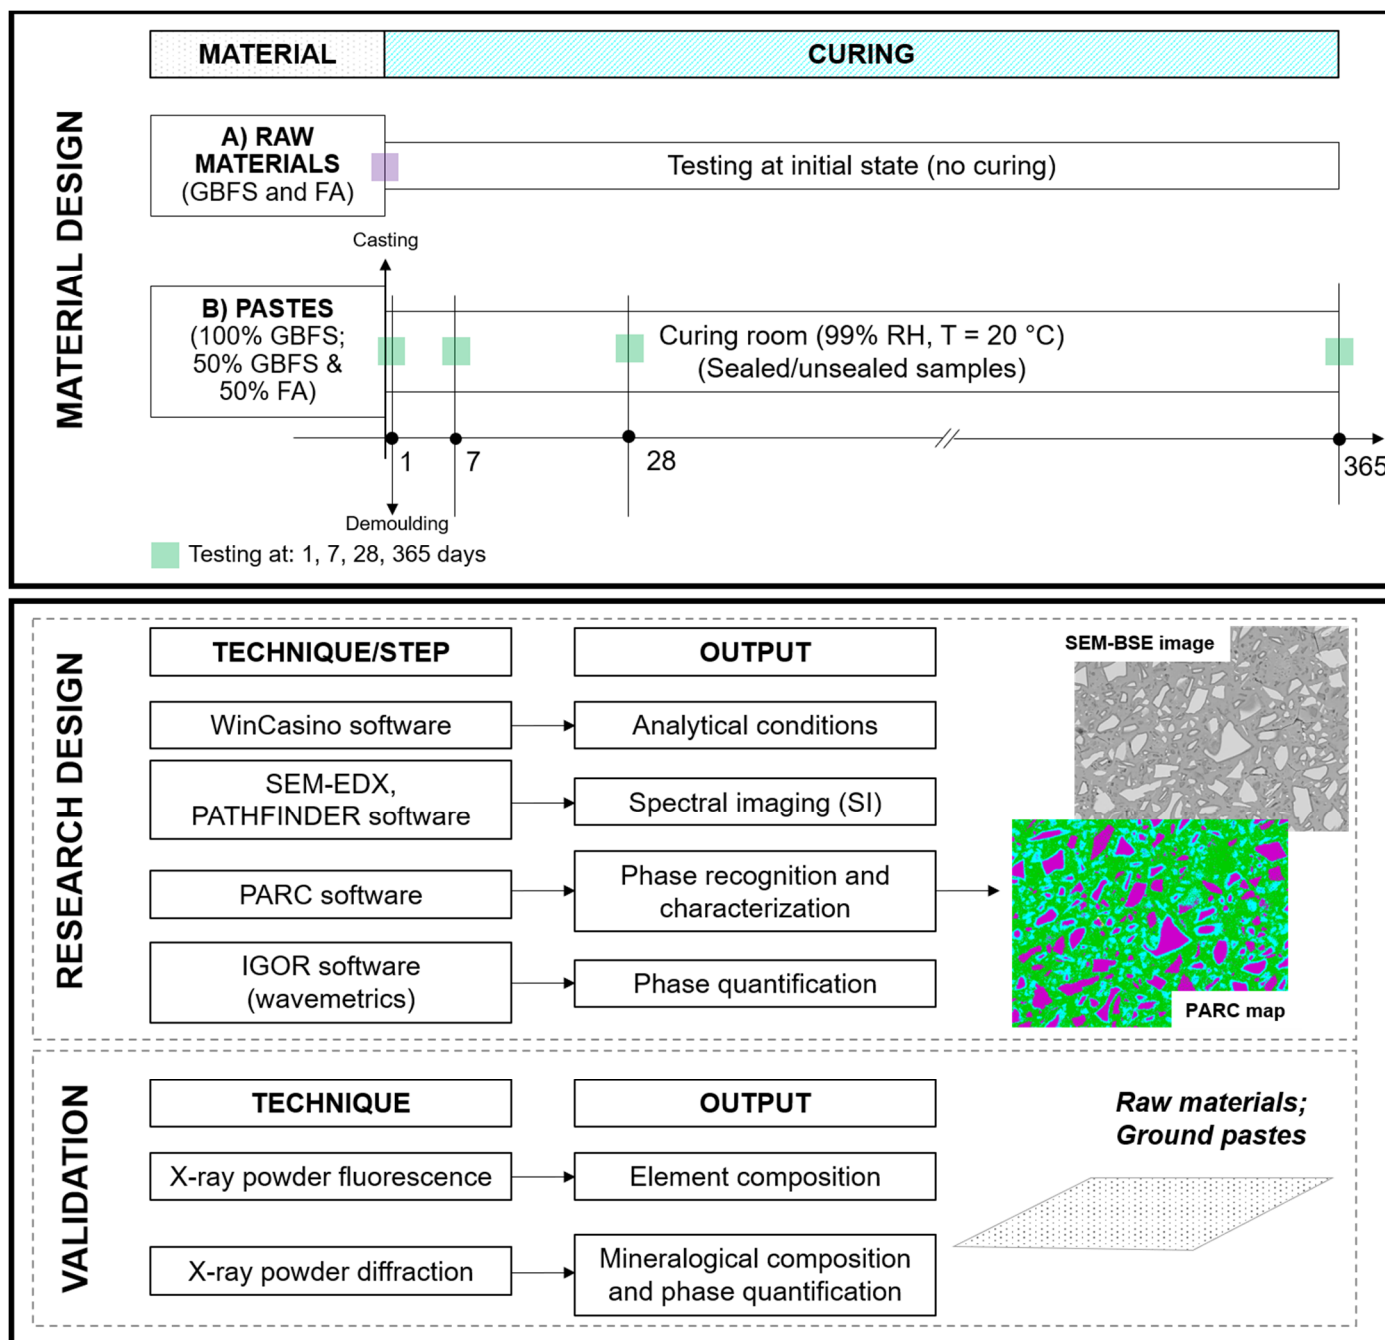 MATERIAL DESIGN
MATERIAL
CURING
A) RAW
MATERIALS
(GBFS and FA)
Testing at initial state (no curing)
Casting
B) PASTES
(100% GBFS;
50% GBFS &
50% FA)
Curing room (99% RH, T = 20 °C)
(Sealed/unsealed samples)
1
7
28
365
Demoulding
Testing at: 1, 7, 28, 365 days
RESEARCH DESIGN
TECHNIQUE/STEP
OUTPUT
SEM-BSE image
WinCasino software
Analytical conditions
SEM-EDX,
PATHFINDER software
Spectral imaging (SI)
PARC software
Phase recognition and
characterization
IGOR software
(wavemetrics)
Phase quantification
PARC map
VALIDATION
TECHNIQUE
OUTPUT
Raw materials;
Ground pastes
X-ray powder fluorescence
Element composition
X-ray powder diffraction
Mineralogical composition
and phase quantification